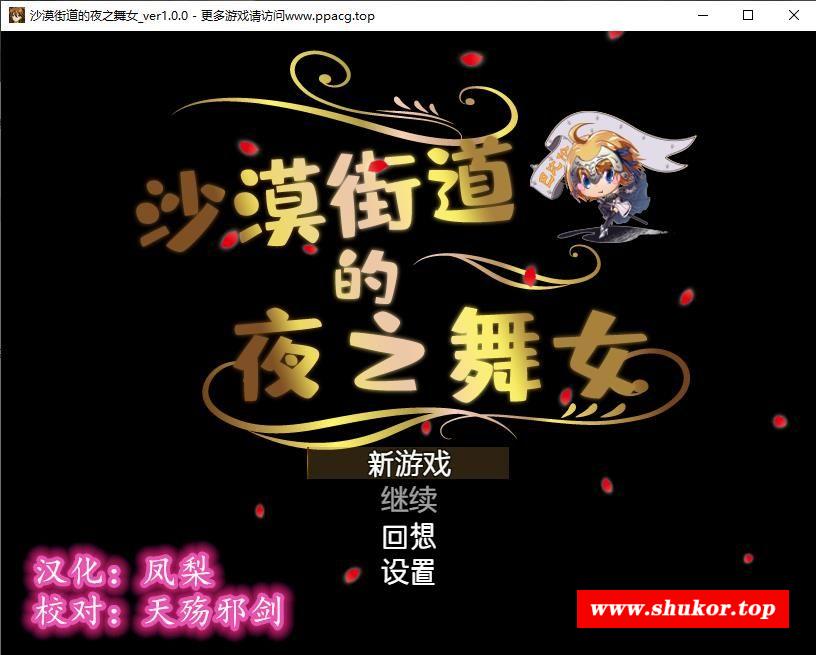 沙漠街道的夜之舞女_ver1.0.0 - 更多游戏请访问www.ppacg.top
沙漠街道
的
夜之舞女
新游戏
继续
回想
设置
汉化：凤梨
校对：天殇邪剑
www.shukor.top